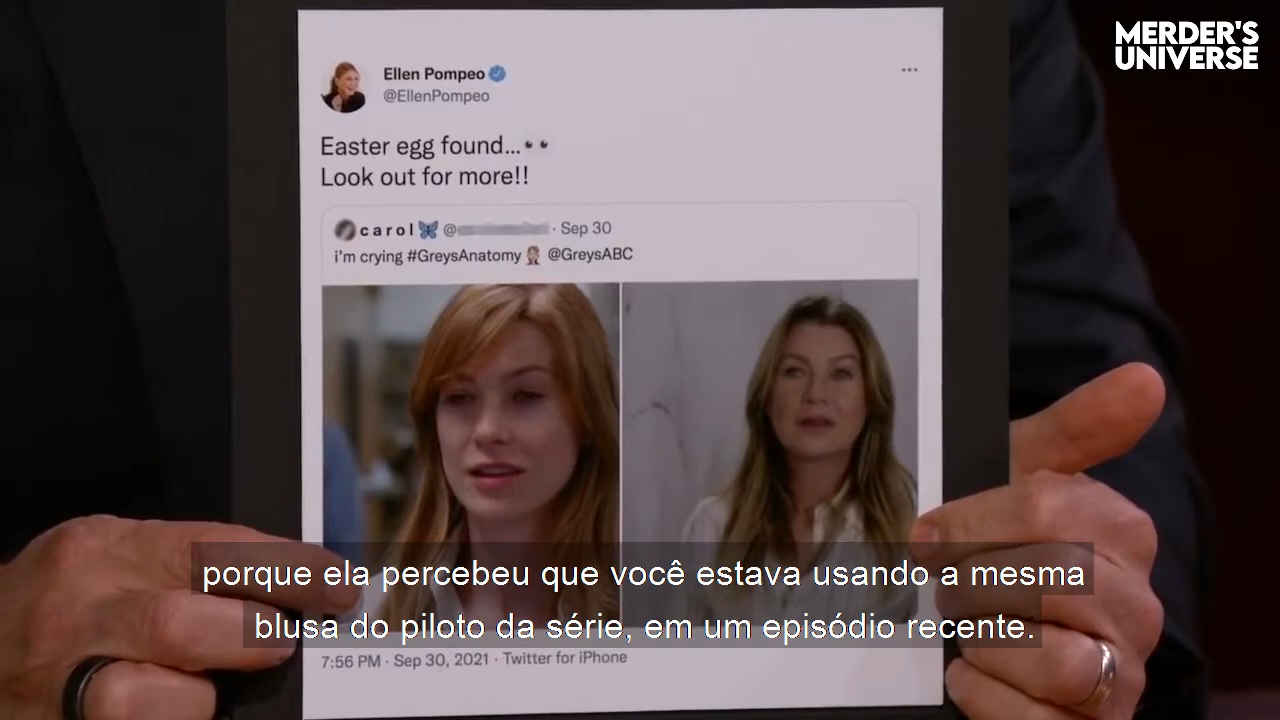 MERDER'S
UNIVERSE
Ellen Pompeo
@EllenPompeo
Easter egg found...👀
Look out for more!!
carol🦋 @ · Sep 30
i'm crying #GreysAnatomy @GreysABC
porque ela percebeu que você estava usando a mesma
blusa do piloto da série, em um episódio recente.
7:56 PM · Sep 30, 2021 · Twitter for iPhone